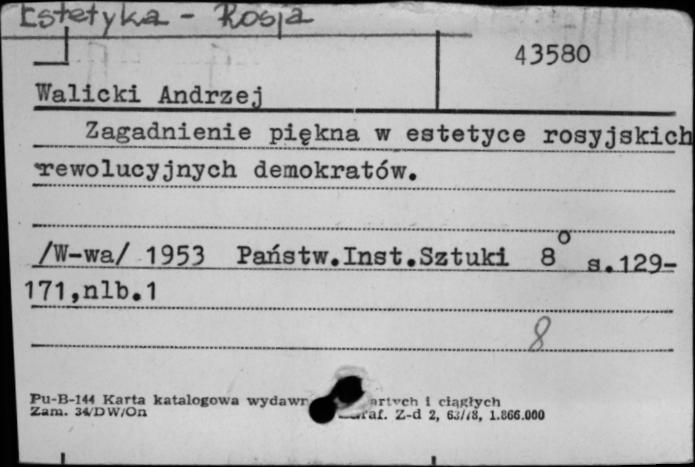 Estetyka - Rosja
43580
Walicki Andrzej
Zagadnienie piękna w estetyce rosyjskich
rewolucyjnych demokratów.
/W-wa/ 1953 Państw.Inst.Sztuki 8° s.129-
171,nlb.1
8
Pu-B-144 Karta katalogowa wydawn artych i ciągłych
Zam. 34/DW/On Z-d 2, 63/78, 1.866.000